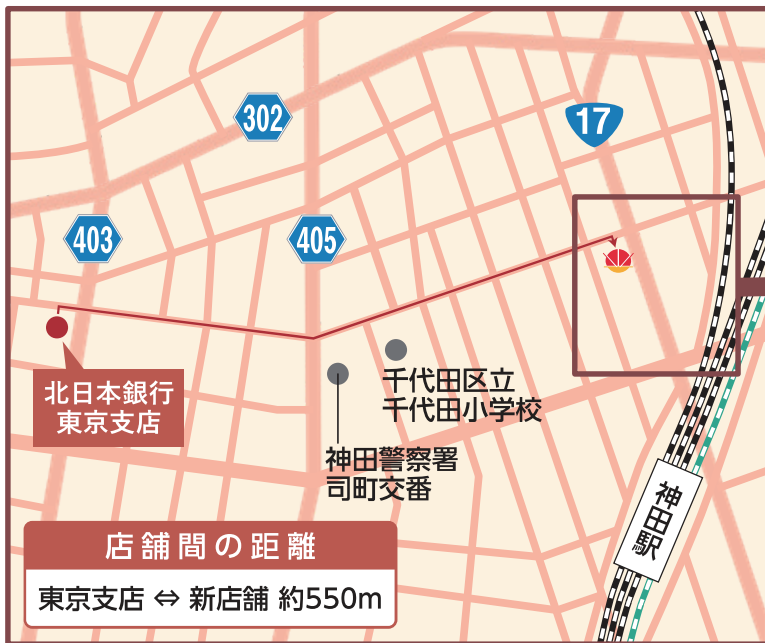 302
17
403
405
北日本銀行
東京支店
千代田区立
千代田小学校
神田警察署
司町交番
神田駅
店舗間の距離
東京支店 ⇔ 新店舗 約550m